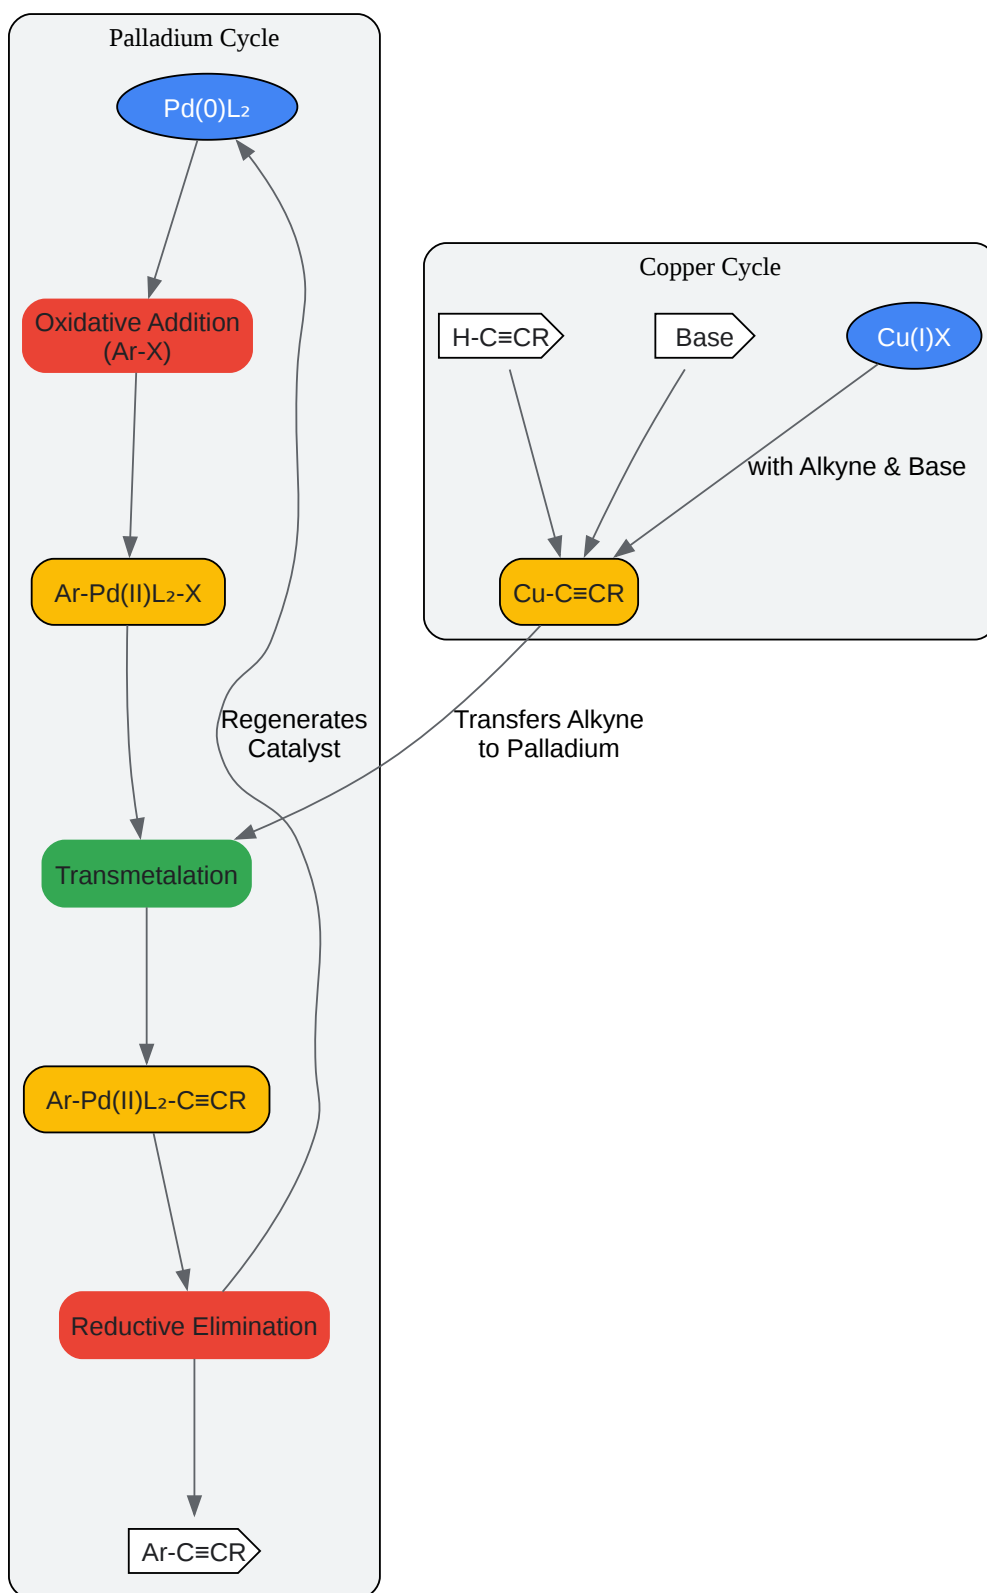 Palladium Cycle
Pd(0)L₂
Oxidative Addition
(Ar-X)
Ar-Pd(II)L₂-X
Regenerates
Catalyst
Transmetalation
Ar-Pd(II)L₂-C≡CR
Reductive Elimination
Ar-C≡CR
Copper Cycle
H-C≡CR
Base
Cu(I)X
with Alkyne & Base
Cu-C≡CR
Transfers Alkyne
to Palladium